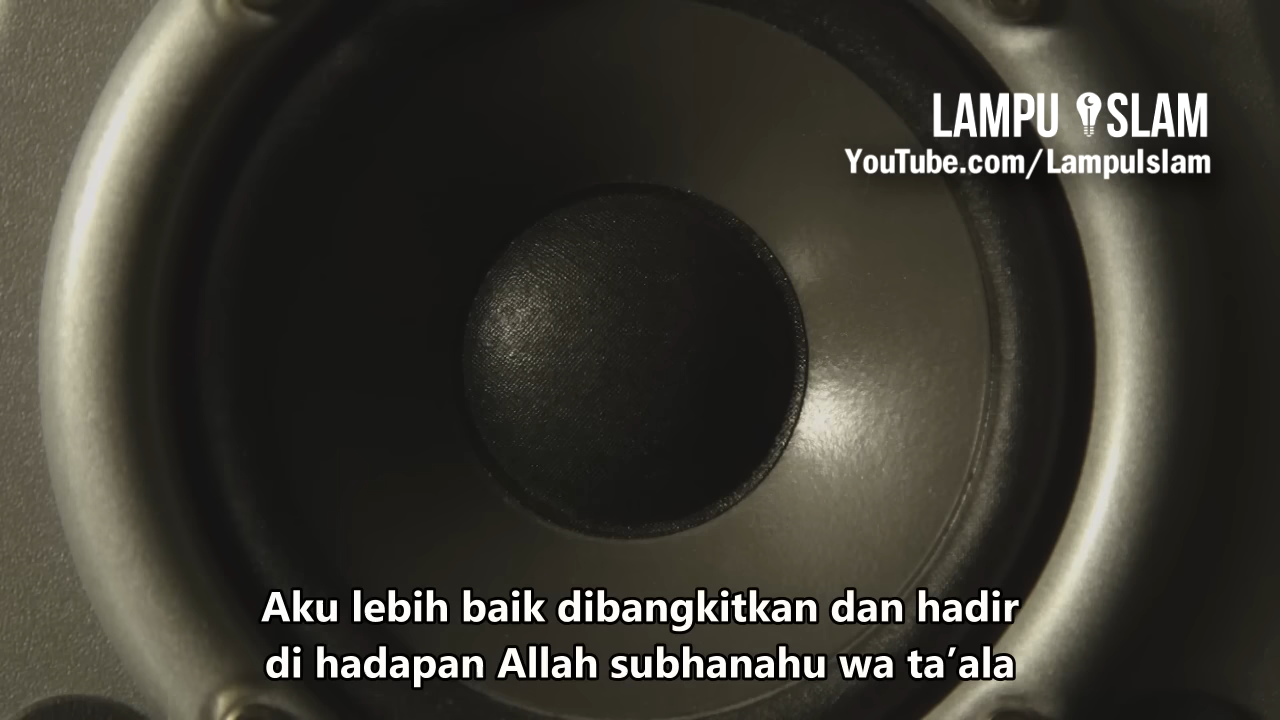 LAMPU ISLAM
YouTube.com/LampuIslam
Aku lebih baik dibangkitkan dan hadir
di hadapan Allah subhanahu wa ta’ala